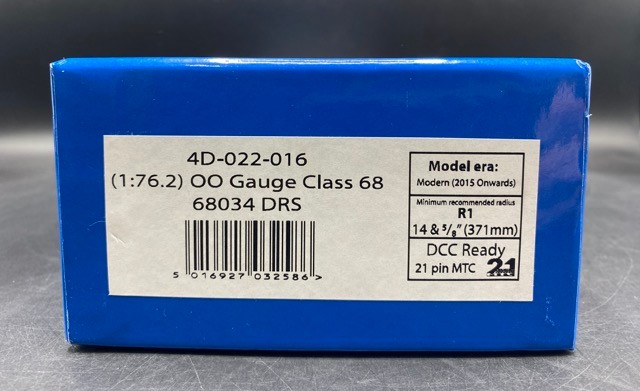 4D-022-016
(1:76.2) OO Gauge Class 68
68034 DRS
5 016927 032586 >
Model era:
Modern (2015 Onwards)
Minimum recommended radius
R1
14 & 5/8" (371mm)
DCC Ready
21 pin MTC 21